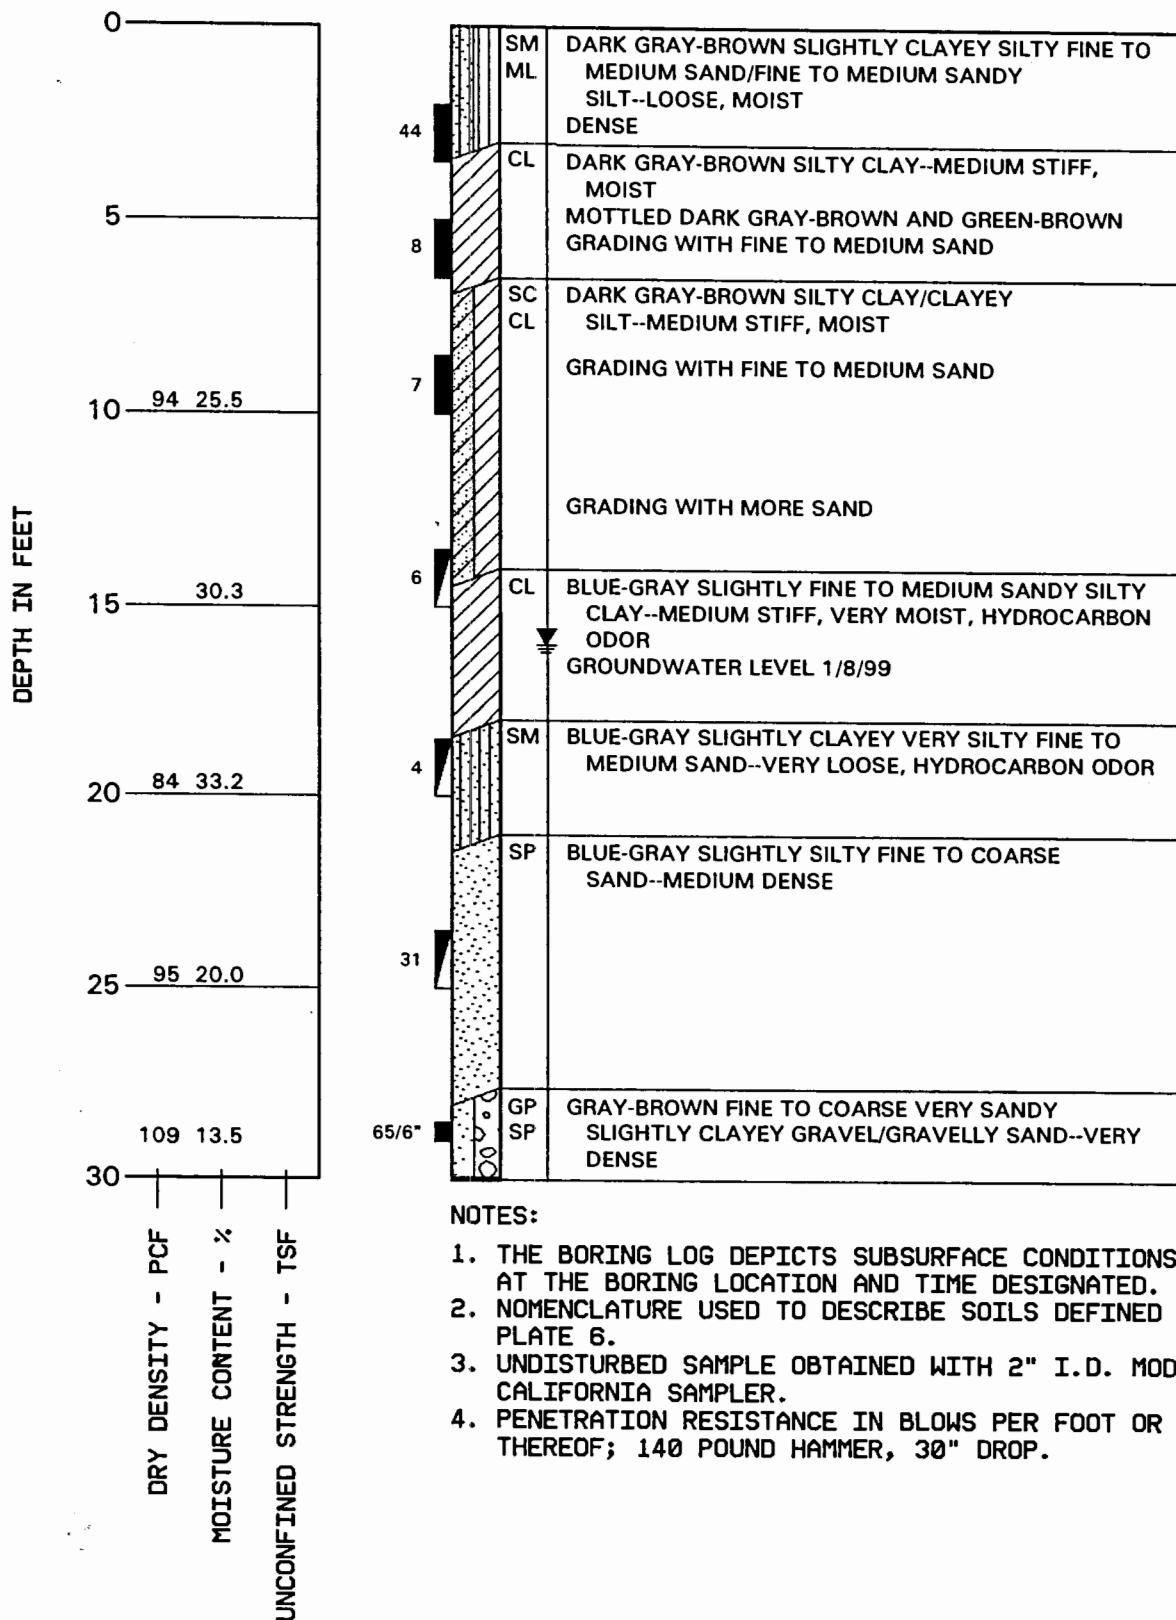 0
5
10
15
20
25
30
DEPTH IN FEET
94 25.5
30.3
84 33.2
95 20.0
109 13.5
DRY DENSITY - PCF
MOISTURE CONTENT - %
UNCONFINED STRENGTH - TSF
44
8
7
6
4
31
65/6"
SM
ML
DARK GRAY-BROWN SLIGHTLY CLAYEY SILTY FINE TO
MEDIUM SAND/FINE TO MEDIUM SANDY
SILT--LOOSE, MOIST
DENSE
CL
DARK GRAY-BROWN SILTY CLAY--MEDIUM STIFF,
MOIST
MOTTLED DARK GRAY-BROWN AND GREEN-BROWN
GRADING WITH FINE TO MEDIUM SAND
SC
CL
DARK GRAY-BROWN SILTY CLAY/CLAYEY
SILT--MEDIUM STIFF, MOIST
GRADING WITH FINE TO MEDIUM SAND
GRADING WITH MORE SAND
CL
BLUE-GRAY SLIGHTLY FINE TO MEDIUM SANDY SILTY
CLAY--MEDIUM STIFF, VERY MOIST, HYDROCARBON
ODOR
GROUNDWATER LEVEL 1/8/99
SM
BLUE-GRAY SLIGHTLY CLAYEY VERY SILTY FINE TO
MEDIUM SAND--VERY LOOSE, HYDROCARBON ODOR
SP
BLUE-GRAY SLIGHTLY SILTY FINE TO COARSE
SAND--MEDIUM DENSE
GP
SP
GRAY-BROWN FINE TO COARSE VERY SANDY
SLIGHTLY CLAYEY GRAVEL/GRAVELLY SAND--VERY
DENSE
NOTES:
1. THE BORING LOG DEPICTS SUBSURFACE CONDITIONS
AT THE BORING LOCATION AND TIME DESIGNATED.
2. NOMENCLATURE USED TO DESCRIBE SOILS DEFINED
PLATE 6.
3. UNDISTURBED SAMPLE OBTAINED WITH 2" I.D. MOD
CALIFORNIA SAMPLER.
4. PENETRATION RESISTANCE IN BLOWS PER FOOT OR
THEREOF; 140 POUND HAMMER, 30" DROP.